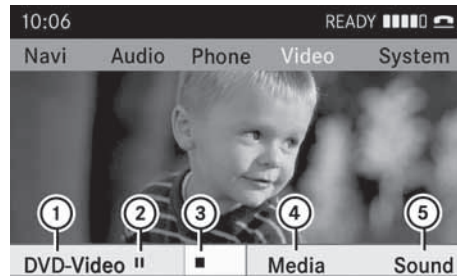 10:06 READY
Navi Audio Phone Video System
1 2 3 4 5
DVD-Video Media Sound